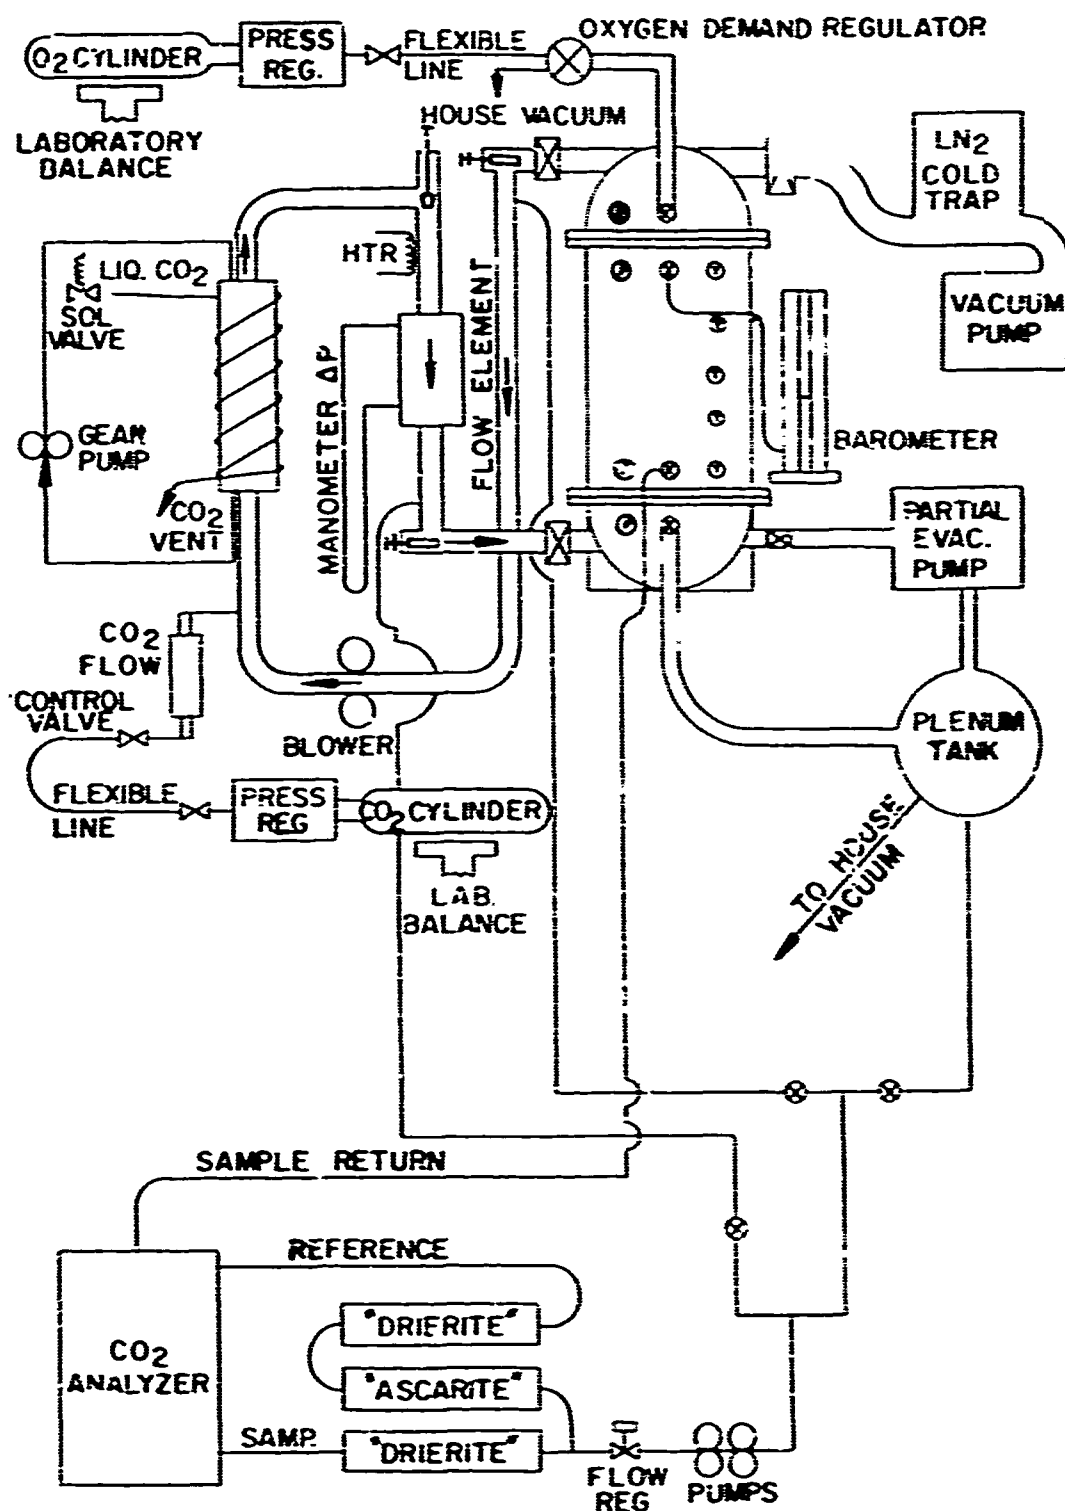 OXYGEN DEMAND REGULATOR
O2 CYLINDER
PRESS
REG.
FLEXIBLE
LINE
HOUSE VACUUM
LABORATORY
BALANCE
LN2
COLD
TRAP
VACUUM
PUMP
HTR
LIQ. CO2
SOL
VALVE
MANOMETER ΔP
FLOW ELEMENT
BAROMETER
GEAR
PUMP
CO2
VENT
PARTIAL
EVAC.
PUMP
CO2
FLOW
CONTROL
VALVE
BLOWER
PLENUM
TANK
FLEXIBLE
LINE
PRESS
REG
CO2 CYLINDER
LAB.
BALANCE
TO HOUSE
VACUUM
SAMPLE RETURN
REFERENCE
"DRIERITE"
CO2
ANALYZER
"ASCARITE"
SAMP.
"DRIERITE"
FLOW
REG
PUMPS